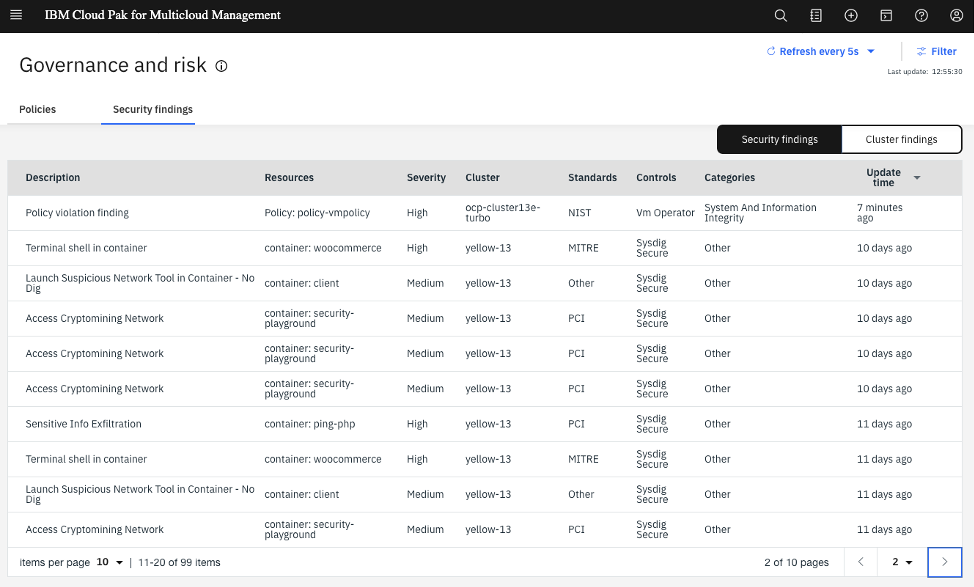 IBM Cloud Pak for Multicloud Management
Refresh every 5s
Filter
Last update: 12:55:30
Governance and risk
Policies
Security findings
Security findings
Cluster findings
Description Resources Severity Cluster Standards Controls Categories Update time
Policy violation finding Policy: policy-vmpolicy High ocp-cluster13e-turbo NIST Vm Operator System And Information Integrity 7 minutes ago
Terminal shell in container container: woocommerce High yellow-13 MITRE Sysdig Secure Other 10 days ago
Launch Suspicious Network Tool in Container - No Dig container: client Medium yellow-13 Other Sysdig Secure Other 10 days ago
Access Cryptomining Network container: security-playground Medium yellow-13 PCI Sysdig Secure Other 10 days ago
Access Cryptomining Network container: security-playground Medium yellow-13 PCI Sysdig Secure Other 10 days ago
Access Cryptomining Network container: security-playground Medium yellow-13 PCI Sysdig Secure Other 10 days ago
Sensitive Info Exfiltration container: ping-php High yellow-13 PCI Sysdig Secure Other 11 days ago
Terminal shell in container container: woocommerce High yellow-13 MITRE Sysdig Secure Other 11 days ago
Launch Suspicious Network Tool in Container - No Dig container: client Medium yellow-13 Other Sysdig Secure Other 11 days ago
Access Cryptomining Network container: security-playground Medium yellow-13 PCI Sysdig Secure Other 11 days ago
items per page 10 | 11-20 of 99 items 2 of 10 pages 2